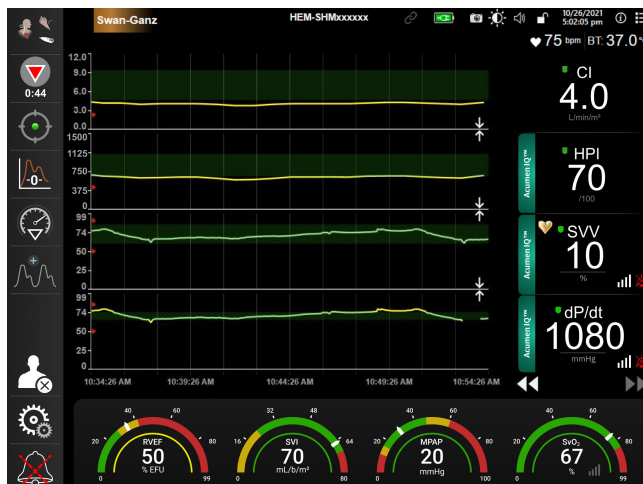 Swan-Ganz
HEM-SHMxxxxxx
10/26/2021
5:02:05 pm
75 bpm
BT: 37.0
0:44
-0-
12.0
9.0
6.0
3.0
0.0
1500
1125
750
375
0
99
74
50
25
0
99
74
50
25
0
10:34:26 AM
10:39:26 AM
10:44:26 AM
10:49:26 AM
10:54:26 AM
CI
4.0
L/min/m²
Acumen IQ™
HPI
70
/100
Acumen IQ™
SVV
10
%
Acumen IQ™
dP/dt
1080
mmHg
0
20
40
60
80
99
RVEF
50
% EFU
0
16
32
48
64
80
SVI
70
mL/b/m²
0
20
40
60
80
100
MPAP
20
mmHg
0
20
40
60
80
99
SvO₂
67
%